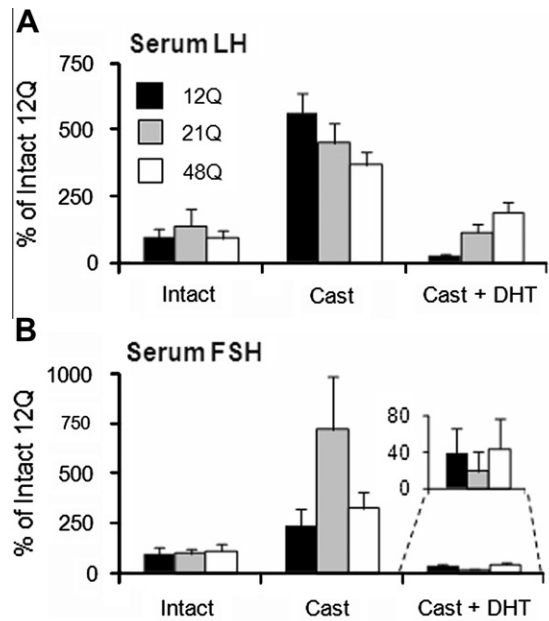 A
Serum LH
% of Intact 12Q
750
500
250
0
12Q
21Q
48Q
Intact
Cast
Cast + DHT
B
Serum FSH
% of Intact 12Q
1000
750
500
250
0
80
40
0
Intact
Cast
Cast + DHT